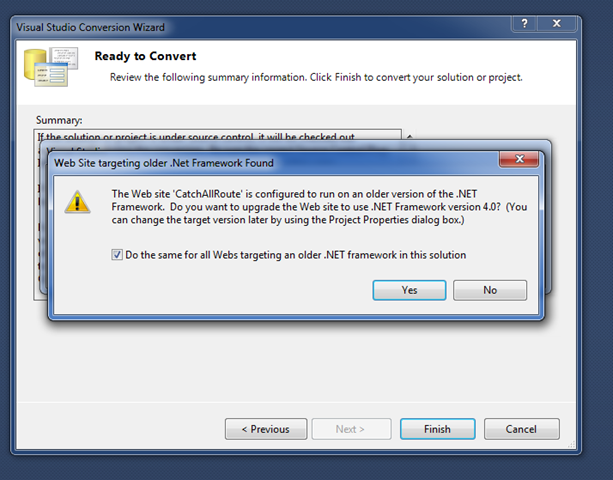 Visual Studio Conversion Wizard
?
Ready to Convert
Review the following summary information. Click Finish to convert your solution or project.
Summary:
If the solution or project is under source control, it will be checked out
Web Site targeting older .Net Framework Found
The Web site 'CatchAllRoute' is configured to run on an older version of the .NET
Framework. Do you want to upgrade the Web site to use .NET Framework version 4.0? (You
can change the target version later by using the Project Properties dialog box.)
Do the same for all Webs targeting an older .NET framework in this solution
Yes
No
< Previous
Next >
Finish
Cancel